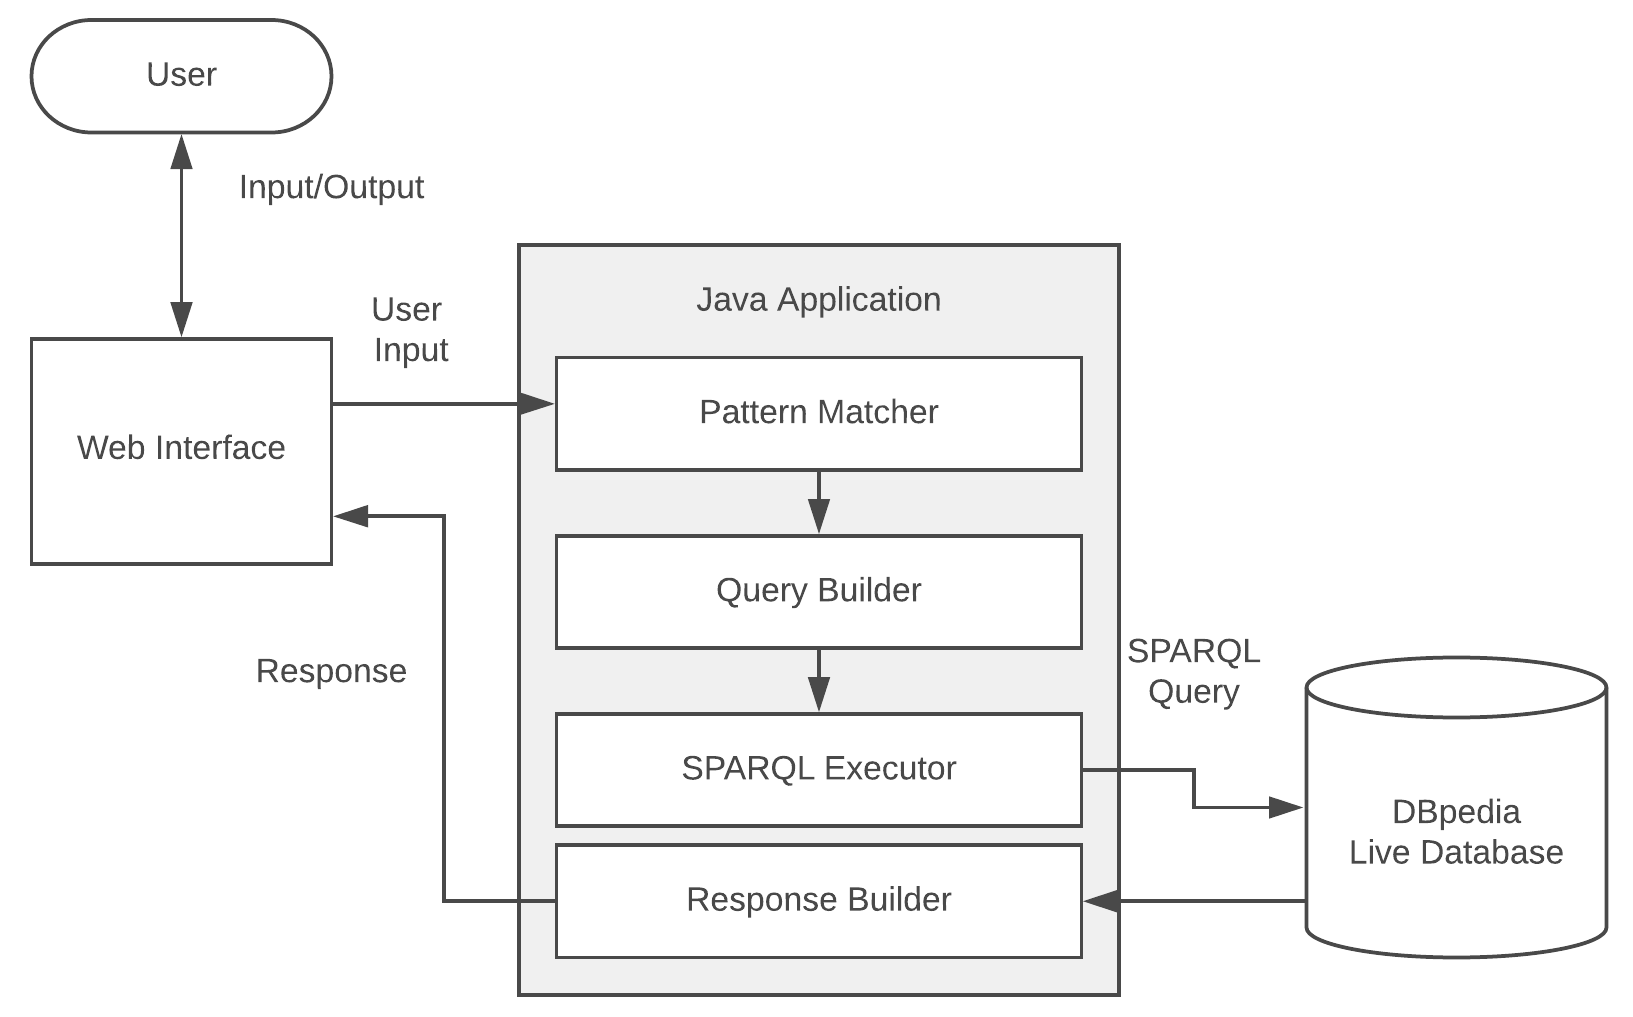 User
Input/Output
User
Input
Java Application
Pattern Matcher
Web Interface
Query Builder
SPARQL
Query
Response
SPARQL Executor
DBpedia
Live Database
Response Builder